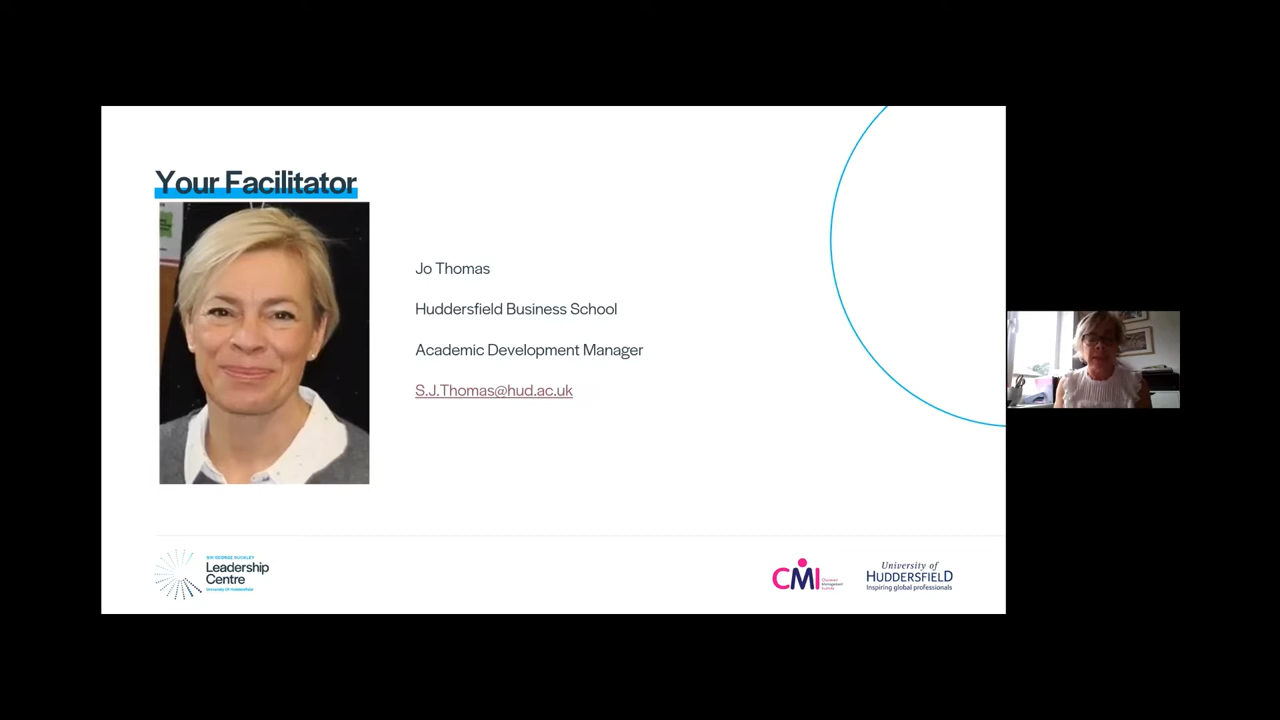 Your Facilitator
Jo Thomas
Huddersfield Business School
Academic Development Manager
S.J.Thomas@hud.ac.uk
SIR GEORGE BUCKLEY
Leadership
Centre
University Of Huddersfield
CMI
Chartered
Management
Institute
University of
HUDDERSFIELD
Inspiring global professionals